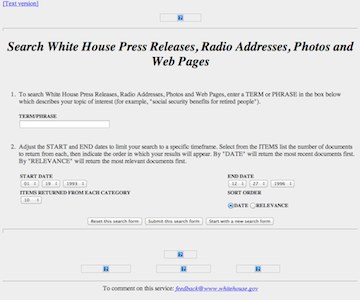 [Text version]
Search White House Press Releases, Radio Addresses, Photos and
Web Pages
1. To search White House Press Releases, Radio Addresses, Photos and Web Pages, enter a TERM or PHRASE in the box below
which describes your topic of interest (for example, "social security benefits for retired people").
TERM/PHRASE
2. Adjust the START and END dates to limit your search to a specific timeframe. Select from the ITEMS list the number of documents
to return from each, then indicate the order in which your results will appear. By "DATE" will return the most recent documents first.
By "RELEVANCE" will return the most relevant documents first.
START DATE END DATE
01 19 1993 12 27 1996
ITEMS RETURNED FROM EACH CATEGORY SORT ORDER
10 DATE RELEVANCE
Reset this search form Submit this search form Start with a new search form
To comment on this service: feedback@www.whitehouse.gov